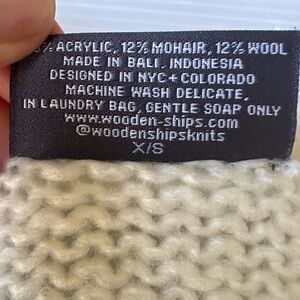 % ACRYLIC, 12% MOHAIR, 12% WOOL
MADE IN BALI, INDONESIA
DESIGNED IN NYC + COLORADO
MACHINE WASH DELICATE,
IN LAUNDRY BAG, GENTLE SOAP ONLY
www.wooden-ships.com
@woodenshipsknits
X/S